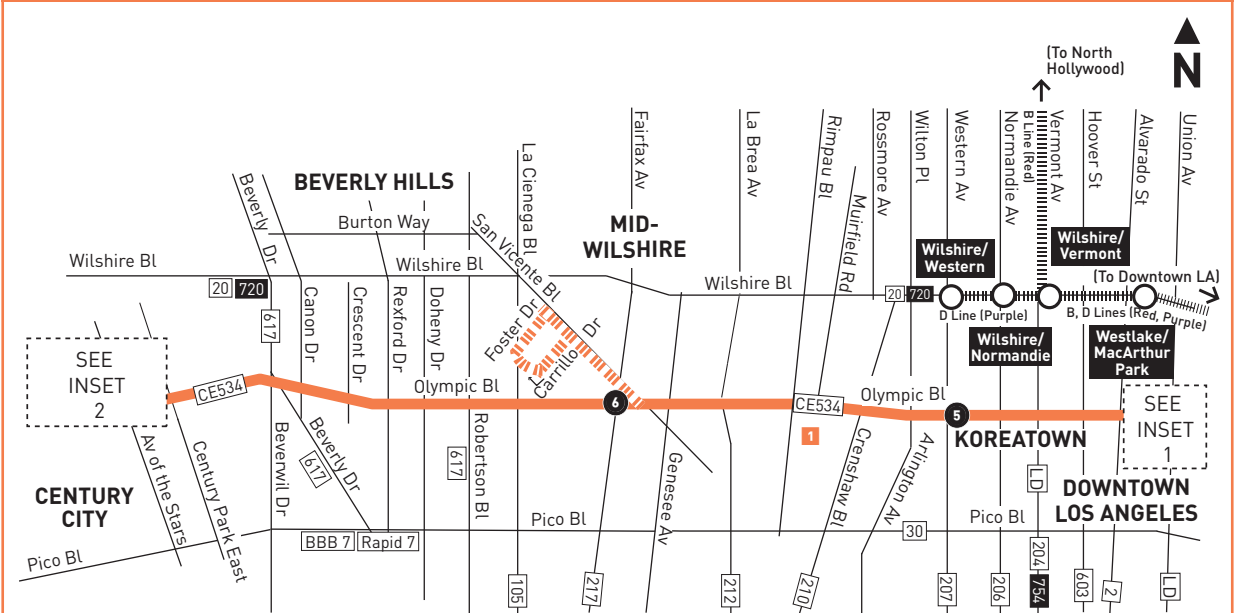 (To North
Hollywood)
N
Fairfax Av
La Brea Av
Rimpau Bl
Muirfield Rd
Rossmore Av
Wilton Pl
Western Av
Normandie Av
B Line (Red)
Vermont Av
Hoover St
Alvarado St
Union Av
La Cienega Bl
BEVERLY HILLS
Beverly Dr
Burton Way
San Vicente Bl
MID-
WILSHIRE
Wilshire/
Western
Wilshire/
Vermont
Wilshire Bl
Wilshire Bl
Wilshire Bl
(To Downtown LA)
20 720
20 720
D Line (Purple)
B, D Lines (Red, Purple)
Wilshire/
Normandie
Westlake/
MacArthur
Park
617
Canon Dr
Crescent Dr
Rexford Dr
Doheny Dr
Foster Dr
Carrillo Dr
SEE
INSET
2
CE534
Olympic Bl
6
CE534
Olympic Bl
5
SEE
INSET
1
1
KOREATOWN
Av of the Stars
Century Park East
Beverwil Dr
Beverly Dr
617
617
Robertson Bl
Genesee Av
Crenshaw Bl
Arlington Av
LD
CENTURY
CITY
DOWNTOWN
LOS ANGELES
Pico Bl
BBB 7 Rapid 7
Pico Bl
30
Pico Bl
105
217
212
210
207
206
204
754
603
2
LD